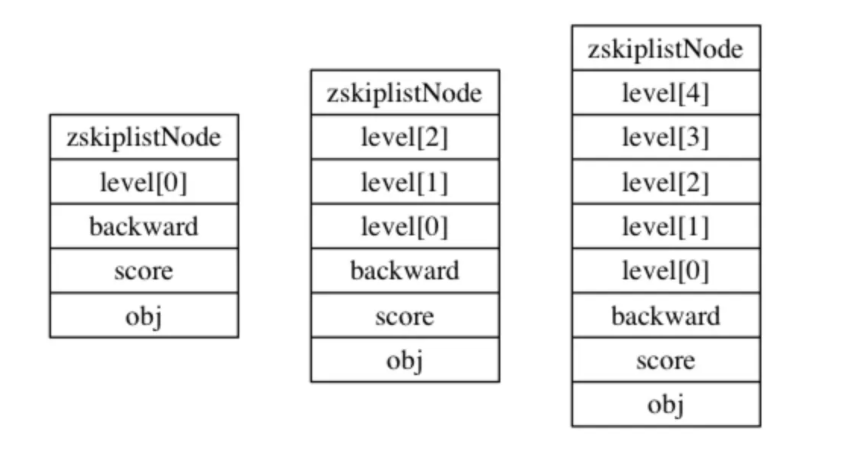 zskiplistNode
level[0]
backward
score
obj
zskiplistNode
level[2]
level[1]
level[0]
backward
score
obj
zskiplistNode
level[4]
level[3]
level[2]
level[1]
level[0]
backward
score
obj